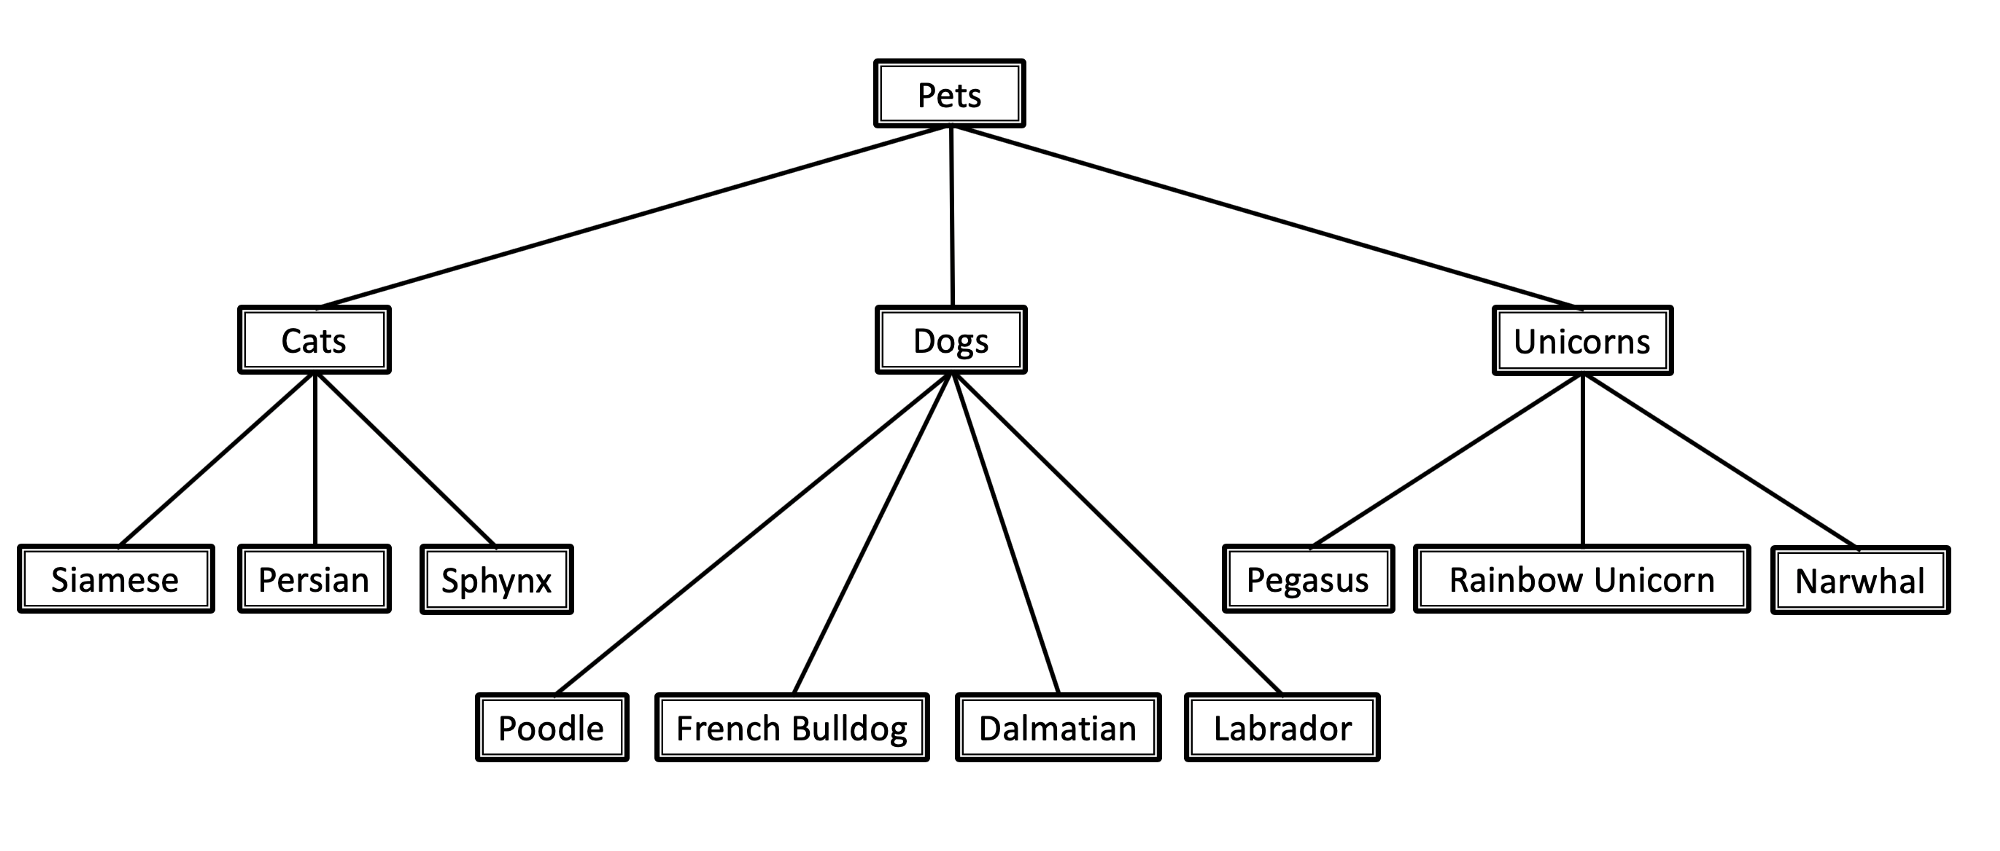 Pets
Cats
Dogs
Unicorns
Siamese
Persian
Sphynx
Pegasus
Rainbow Unicorn
Narwhal
Poodle
French Bulldog
Dalmatian
Labrador